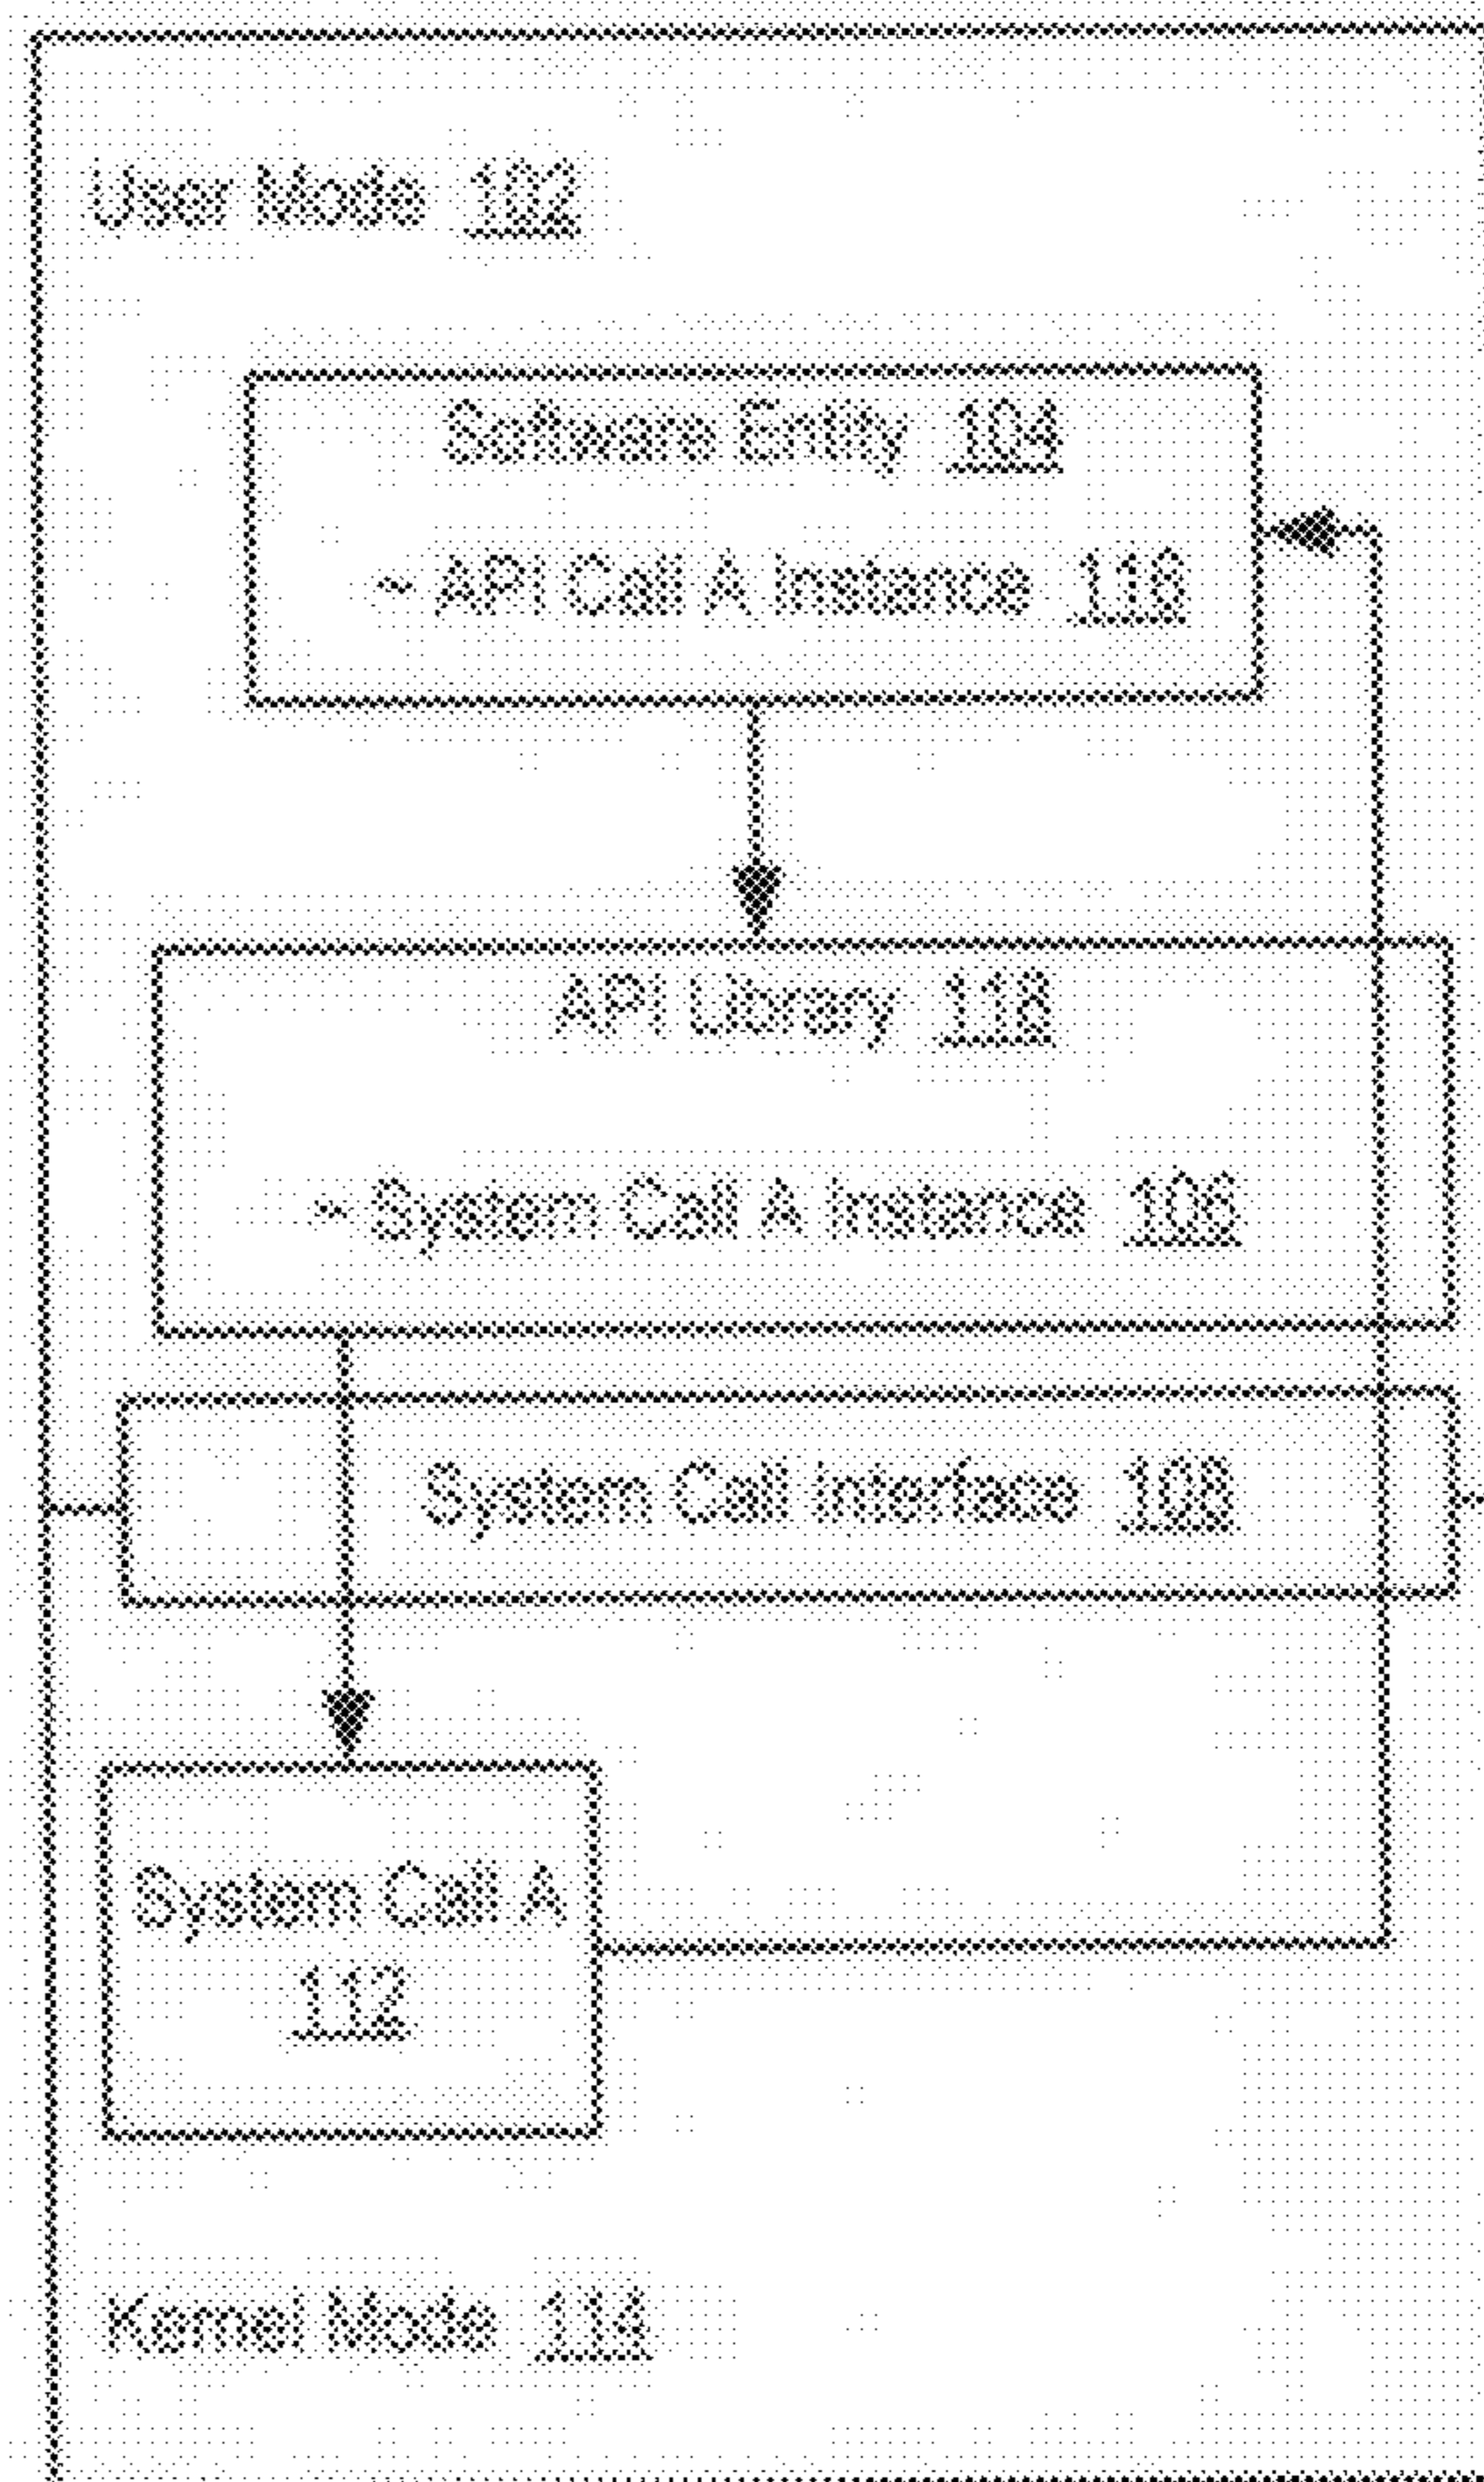 User Mode 102
Software Entity 104
~ API Call A Instance 116
API Library 118
~ System Call A Instance 106
System Call Interface 108
System Call A
112
Kernel Mode 114